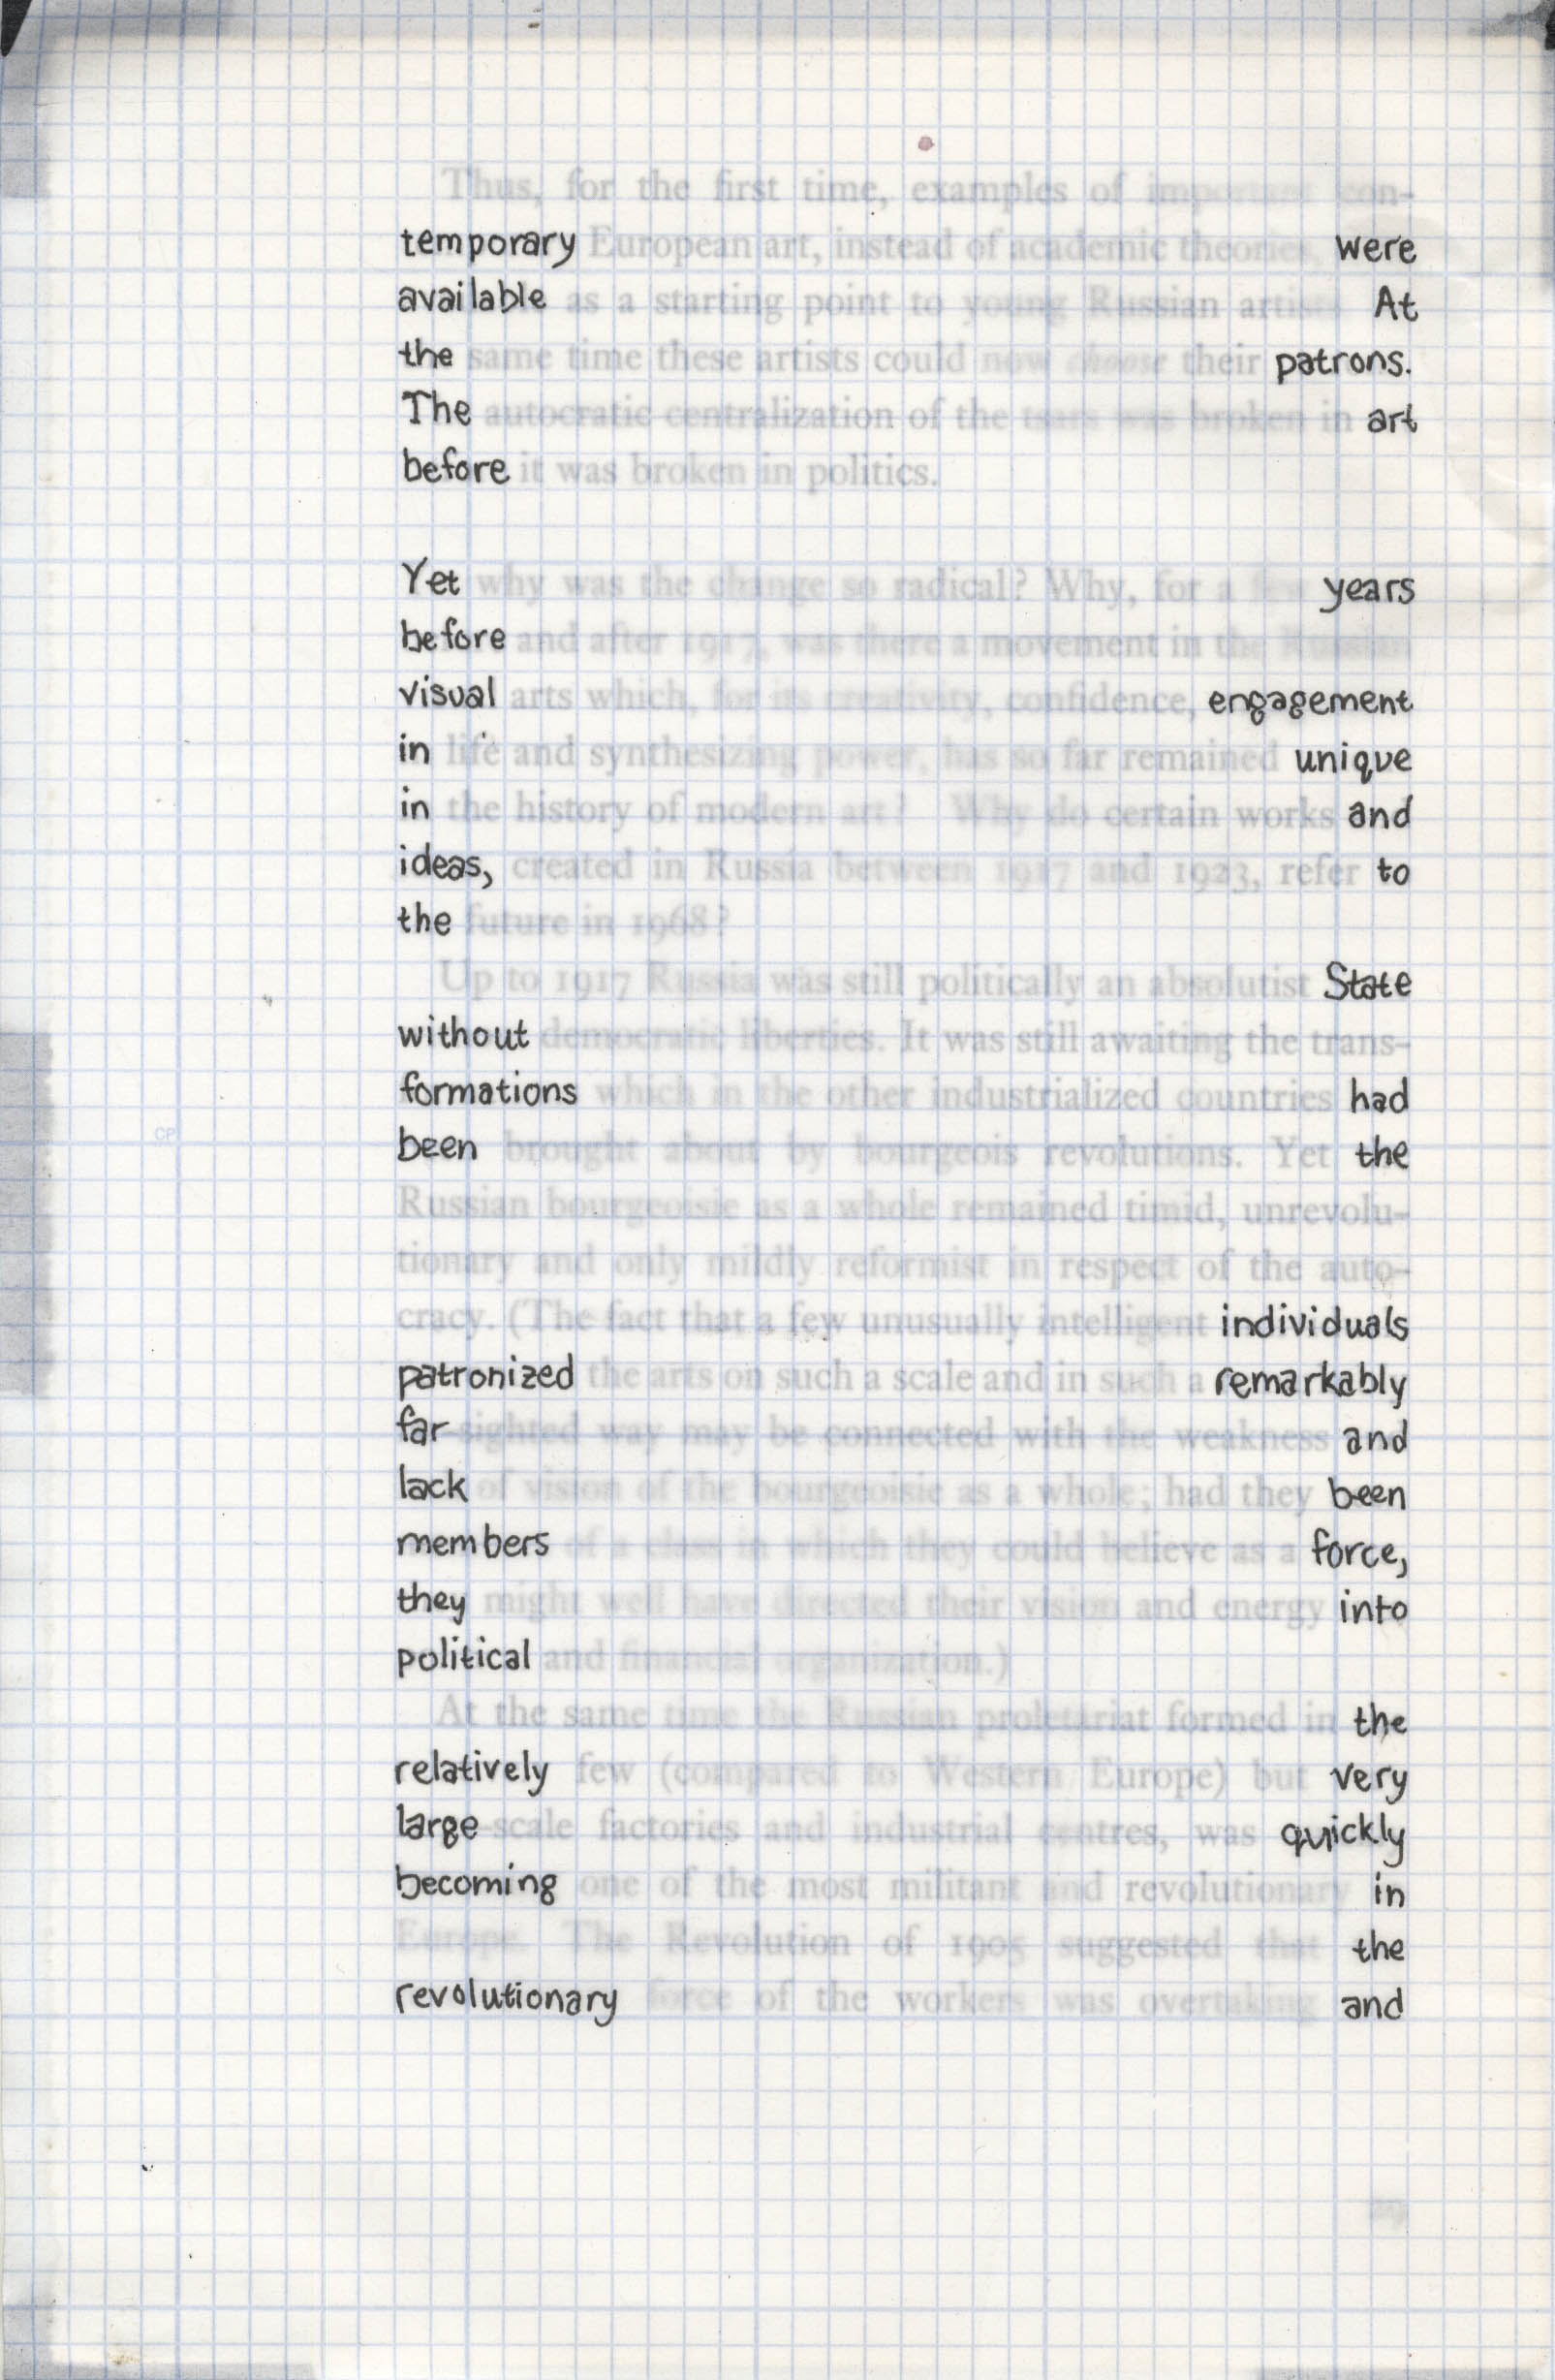 Thus, for the first time, examples of important con-
temporary European art, instead of academic theories, were
available as a starting point to young Russian artists. At
the same time these artists could now choose their patrons.
The autocratic centralization of the tsars was broken in art
before it was broken in politics.
Yet why was the change so radical? Why, for a few years
before and after 1917, was there a movement in the Russian
visual arts which, for its creativity, confidence, engagement
in life and synthesizing power, has so far remained unique
in the history of modern art? Why do certain works and
ideas, created in Russia between 1917 and 1923, refer to
the future in 1968?
Up to 1917 Russia was still politically an absolutist State
without democratic liberties. It was still awaiting the trans-
formations which in the other industrialized countries had
been brought about by bourgeois revolutions. Yet the
Russian bourgeoisie as a whole remained timid, unrevolu-
tionary and only mildly reformist in respect of the auto-
cracy. (The fact that a few unusually intelligent individuals
patronized the arts on such a scale and in such a remarkably
far-sighted way may be connected with the weakness and
lack of vision of the bourgeoisie as a whole; had they been
members of a class in which they could believe as a force,
they might well have directed their vision and energy into
political and financial organization.)
At the same time the Russian proletariat formed in the
relatively few (compared to Western Europe) but very
large-scale factories and industrial centres, was quickly
becoming one of the most militant and revolutionary in
Europe. The Revolution of 1905 suggested that the
revolutionary force of the workers was overtaking and
CP